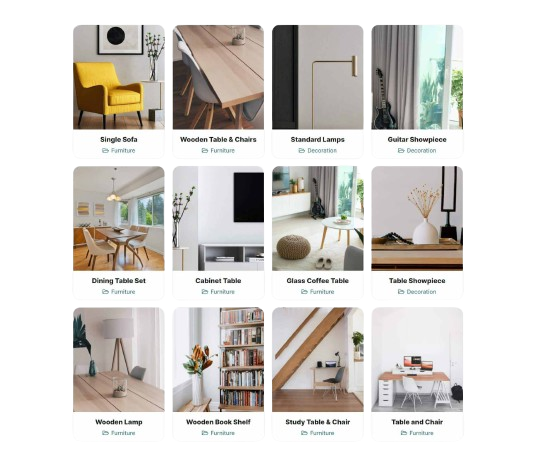 Single Sofa
Furniture
Wooden Table & Chairs
Furniture
Standard Lamps
Decoration
Guitar Showpiece
Decoration
Dining Table Set
Furniture
Cabinet Table
Furniture
Glass Coffee Table
Furniture
Table Showpiece
Decoration
Wooden Lamp
Furniture
Wooden Book Shelf
Furniture
Study Table & Chair
Furniture
Table and Chair
Furniture